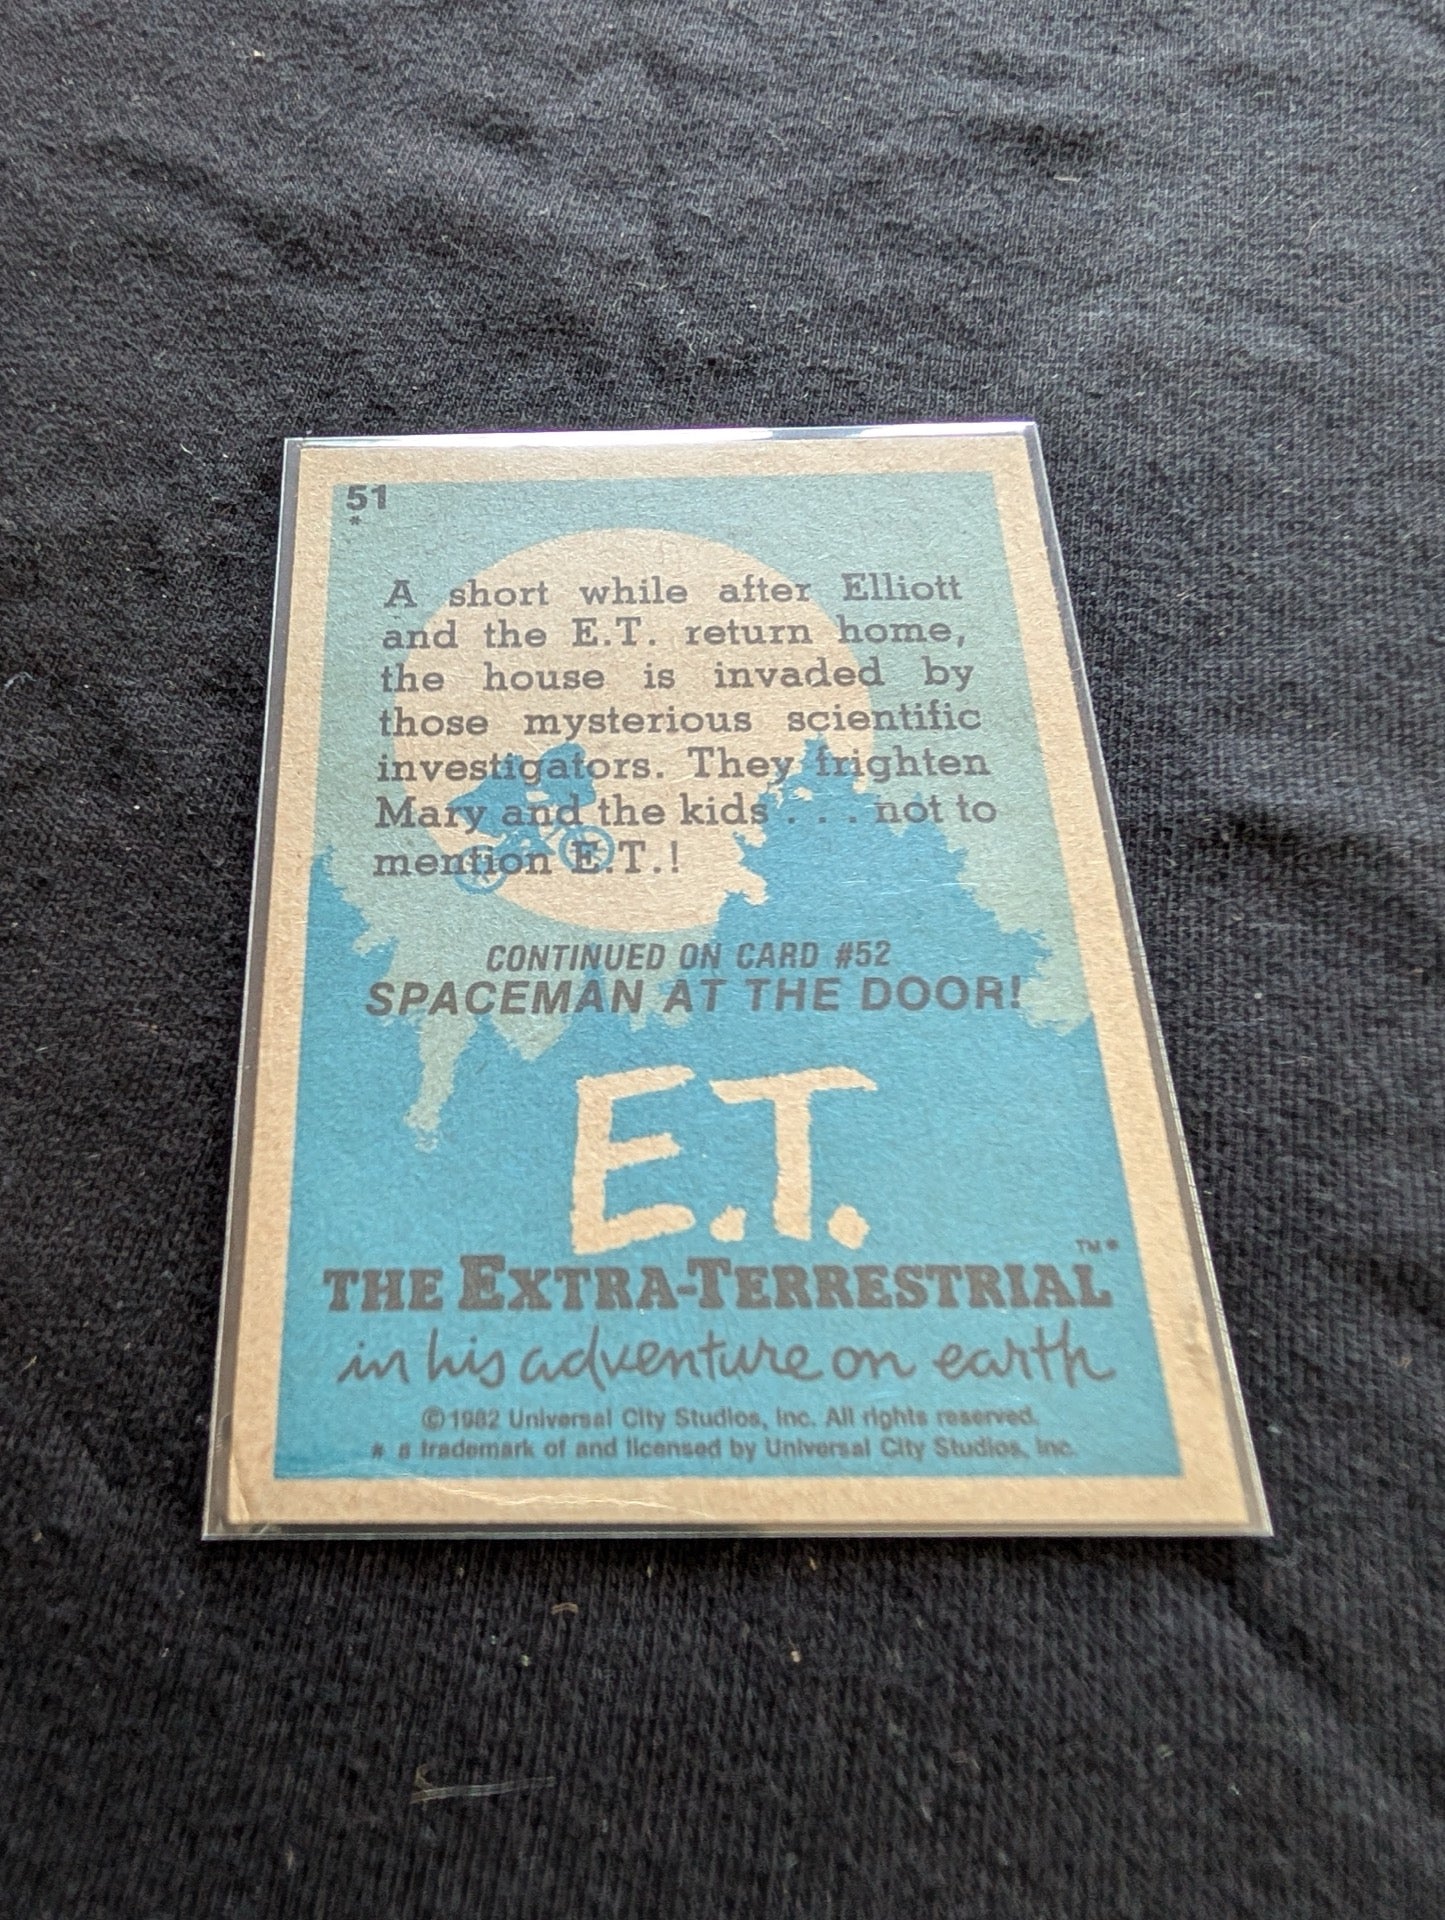 51
*
A short while after Elliott
and the E.T. return home,
the house is invaded by
those mysterious scientific
investigators. They frighten
Mary and the kids . . . not to
mention E.T.!
CONTINUED ON CARD #52
SPACEMAN AT THE DOOR!
E.T.
THE EXTRA-TERRESTRIAL ™*
in his adventure on earth
© 1982 Universal City Studios, Inc. All rights reserved.
* a trademark of and licensed by Universal City Studios, Inc.